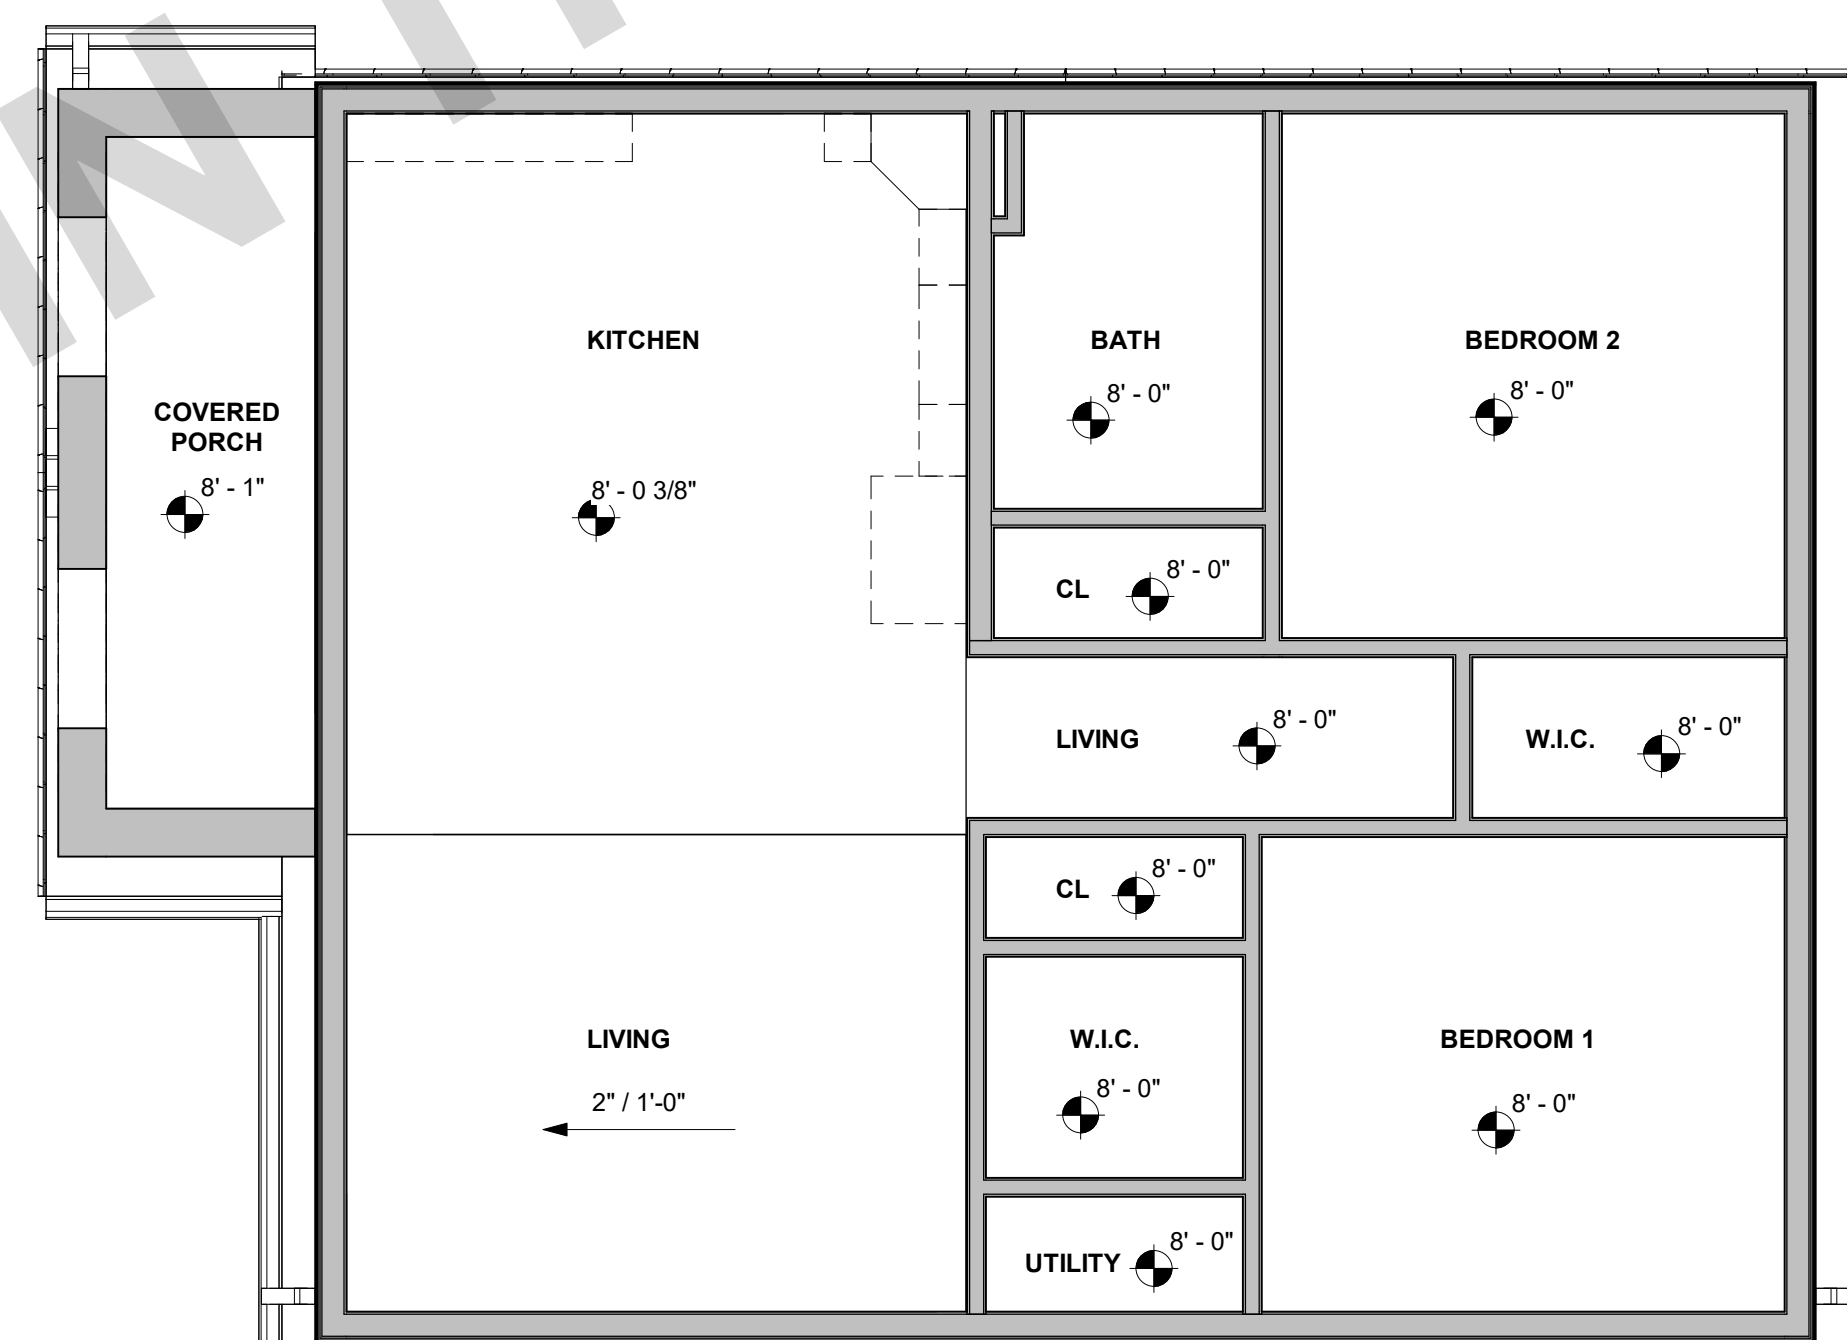 KITCHEN
BATH
BEDROOM 2
8' - 0"
8' - 0"
COVERED
PORCH
8' - 1"
8' - 0 3/8"
CL
8' - 0"
LIVING
8' - 0"
W.I.C.
8' - 0"
CL
8' - 0"
LIVING
2" / 1'-0"
W.I.C.
8' - 0"
BEDROOM 1
8' - 0"
UTILITY
8' - 0"